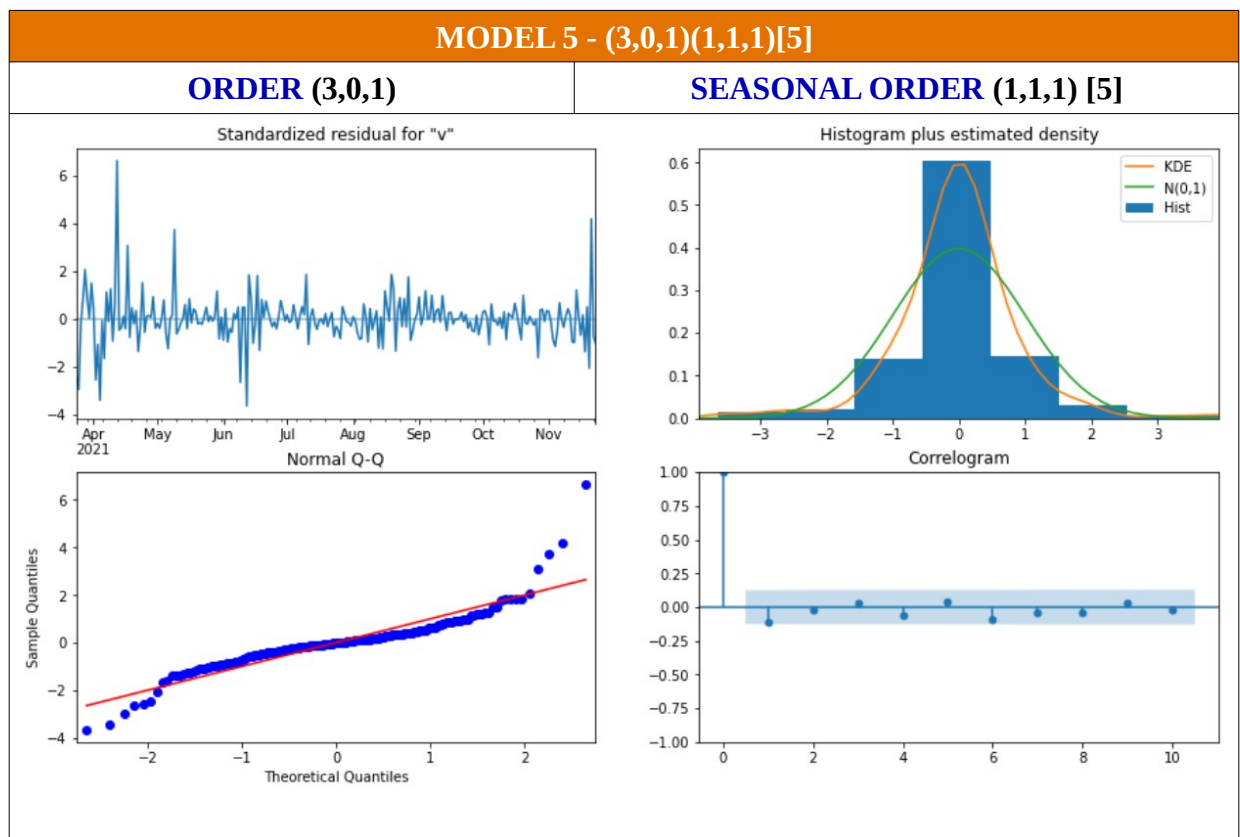 MODEL 5 - (3,0,1)(1,1,1)[5]
ORDER (3,0,1)
SEASONAL ORDER (1,1,1) [5]
Standardized residual for "v"
6
4
2
0
−2
−4
Apr May Jun Jul Aug Sep Oct Nov
2021
Histogram plus estimated density
0.6
0.5
0.4
0.3
0.2
0.1
0.0
KDE
N(0,1)
Hist
−3 −2 −1 0 1 2 3
Normal Q-Q
Sample Quantiles
6
4
2
0
−2
−4
−2 −1 0 1 2
Theoretical Quantiles
Correlogram
1.00
0.75
0.50
0.25
0.00
−0.25
−0.50
−0.75
−1.00
0 2 4 6 8 10